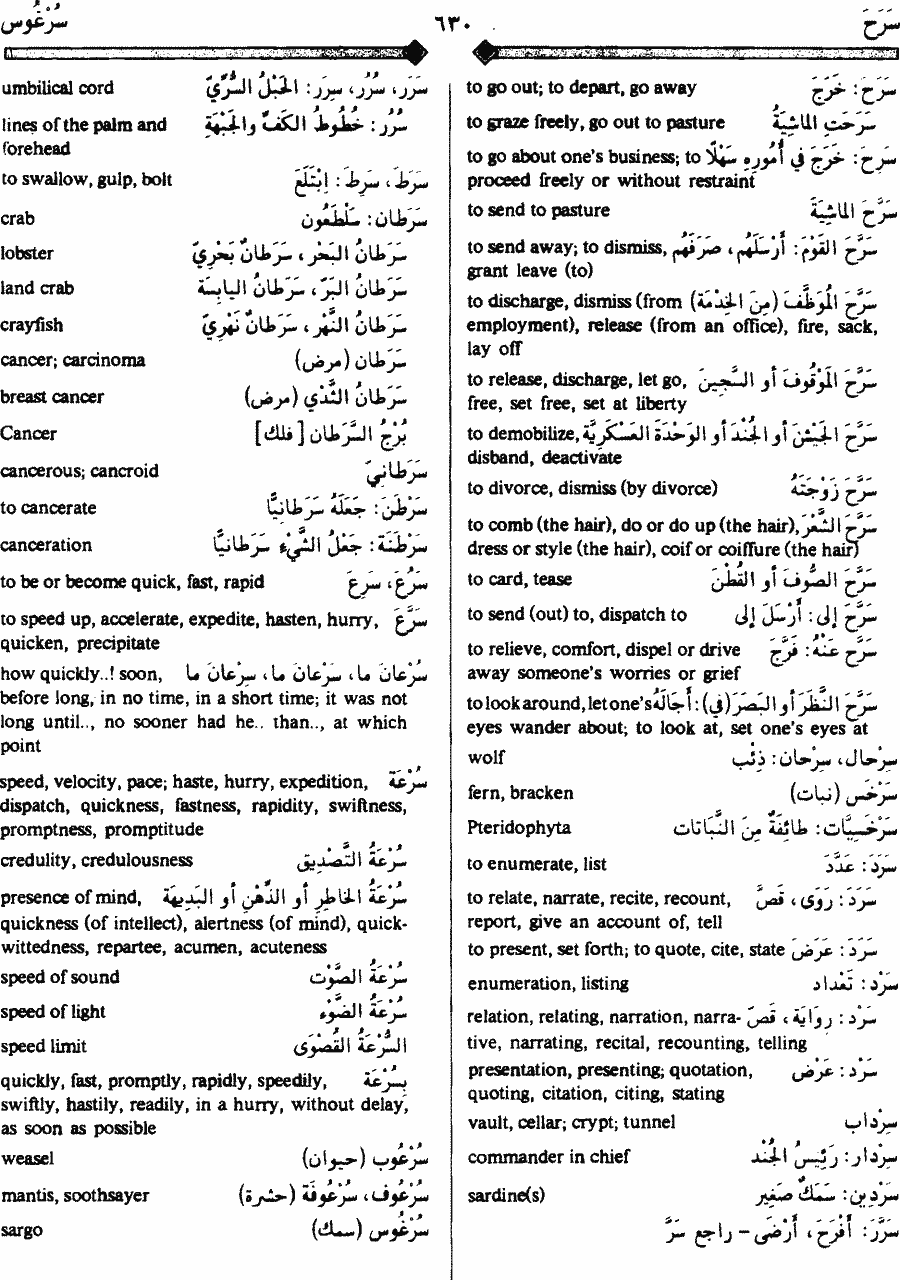 سَرَحَ ٦٣٠ سُرْغُوس
سَرَحَ: خَرَجَ to go out; to depart, go away
سَرَحَتِ الماشِيَةُ to graze freely, go out to pasture
سَرَحَ: خَرَجَ في أُمُورِهِ سَهْلًا to go about one's business; to
proceed freely or without restraint
سَرَّحَ الماشِيَةَ to send to pasture
سَرَّحَ القَوْمَ: أَرْسَلَهُم، صَرَفَهُم to send away; to dismiss,
grant leave (to)
سَرَّحَ المُوَظَّفَ (مِنَ الخِدْمَة) to discharge, dismiss (from
employment), release (from an office), fire, sack,
lay off
سَرَّحَ المَوْقُوفَ أو السَّجِينَ to release, discharge, let go,
free, set free, set at liberty
سَرَّحَ الجَيْشَ أو الجُنْدَ أو الوَحْدَةَ العَسْكَرِيَّة to demobilize,
disband, deactivate
سَرَّحَ زَوْجَتَهُ to divorce, dismiss (by divorce)
سَرَّحَ الشَّعْرَ to comb (the hair), do or do up (the hair),
dress or style (the hair), coif or coiffure (the hair)
سَرَّحَ الصُّوفَ أو القُطْنَ to card, tease
سَرَّحَ إلى: أَرْسَلَ إلى to send (out) to, dispatch to
سَرَّحَ عَنْهُ: فَرَّجَ to relieve, comfort, dispel or drive
away someone's worries or grief
سَرَّحَ النَّظَرَ أو البَصَرَ (في): أَجَالَهُ to look around, let one's
eyes wander about; to look at, set one's eyes at
سِرْحال، سِرْحان: ذِئْب wolf
سَرْخَس (نبات) fern, bracken
سَرْخَسِيَّات: طائِفَةٌ مِنَ النَّبَاتات Pteridophyta
سَرَدَ: عَدَّدَ to enumerate, list
سَرَدَ: رَوَى، قَصَّ to relate, narrate, recite, recount,
report, give an account of, tell
سَرَدَ: عَرَضَ to present, set forth; to quote, cite, state
سَرْد: تَعْداد enumeration, listing
سَرْد: رِوَايَة، قَصّ relation, relating, narration, narra-
tive, narrating, recital, recounting, telling
سَرْد: عَرْض presentation, presenting; quotation,
quoting, citation, citing, stating
سِرْداب vault, cellar; crypt; tunnel
سِرْدار: رَئِيسُ الجُنْد commander in chief
سَرْدِين: سَمَكٌ صَغِير sardine(s)
سَرَّرَ: أَفْرَحَ، أَرْضَى - راجع سَرَّ
سَرَر، سُرُر، سِرَر: الحَبْلُ السُّرِّيّ umbilical cord
سُرُر: خُطُوطُ الكَفِّ والجَبْهَة lines of the palm and
forehead
سَرَطَ، سَرِطَ: اِبْتَلَعَ to swallow, gulp, bolt
سَرَطان: سَلْطَعُون crab
سَرَطانُ البَحْر، سَرَطانٌ بَحْرِيّ lobster
سَرَطانُ البَرّ، سَرَطانُ اليابِسَة land crab
سَرَطانُ النَّهْر، سَرَطانٌ نَهْرِيّ crayfish
سَرَطان (مرض) cancer; carcinoma
سَرَطانُ الثَّدْي (مرض) breast cancer
بُرْجُ السَّرَطان [فلك] Cancer
سَرَطانيّ cancerous; cancroid
سَرْطَنَ: جَعَلَهُ سَرَطانِيًّا to cancerate
سَرْطَنَة: جَعْلُ الشَّيْءِ سَرَطانِيًّا canceration
سَرُعَ، سَرِعَ to be or become quick, fast, rapid
سَرَّعَ to speed up, accelerate, expedite, hasten, hurry,
quicken, precipitate
سُرْعانَ ما، سَرْعانَ ما، سِرْعانَ ما how quickly..! soon,
before long, in no time, in a short time; it was not
long until.., no sooner had he.. than.., at which
point
سُرْعَة speed, velocity, pace; haste, hurry, expedition,
dispatch, quickness, fastness, rapidity, swiftness,
promptness, promptitude
سُرْعَةُ التَّصْدِيق credulity, credulousness
سُرْعَةُ الخاطِرِ أو الذِّهْنِ أو البَدِيهَة presence of mind,
quickness (of intellect), alertness (of mind), quick-
wittedness, repartee, acumen, acuteness
سُرْعَةُ الصَّوْت speed of sound
سُرْعَةُ الضَّوْء speed of light
السُّرْعَةُ القُصْوَى speed limit
بِسُرْعَة quickly, fast, promptly, rapidly, speedily,
swiftly, hastily, readily, in a hurry, without delay,
as soon as possible
سُرْعُوب (حيوان) weasel
سُرْعُوف، سُرْعُوفَة (حشرة) mantis, soothsayer
سُرْغُوس (سمك) sargo